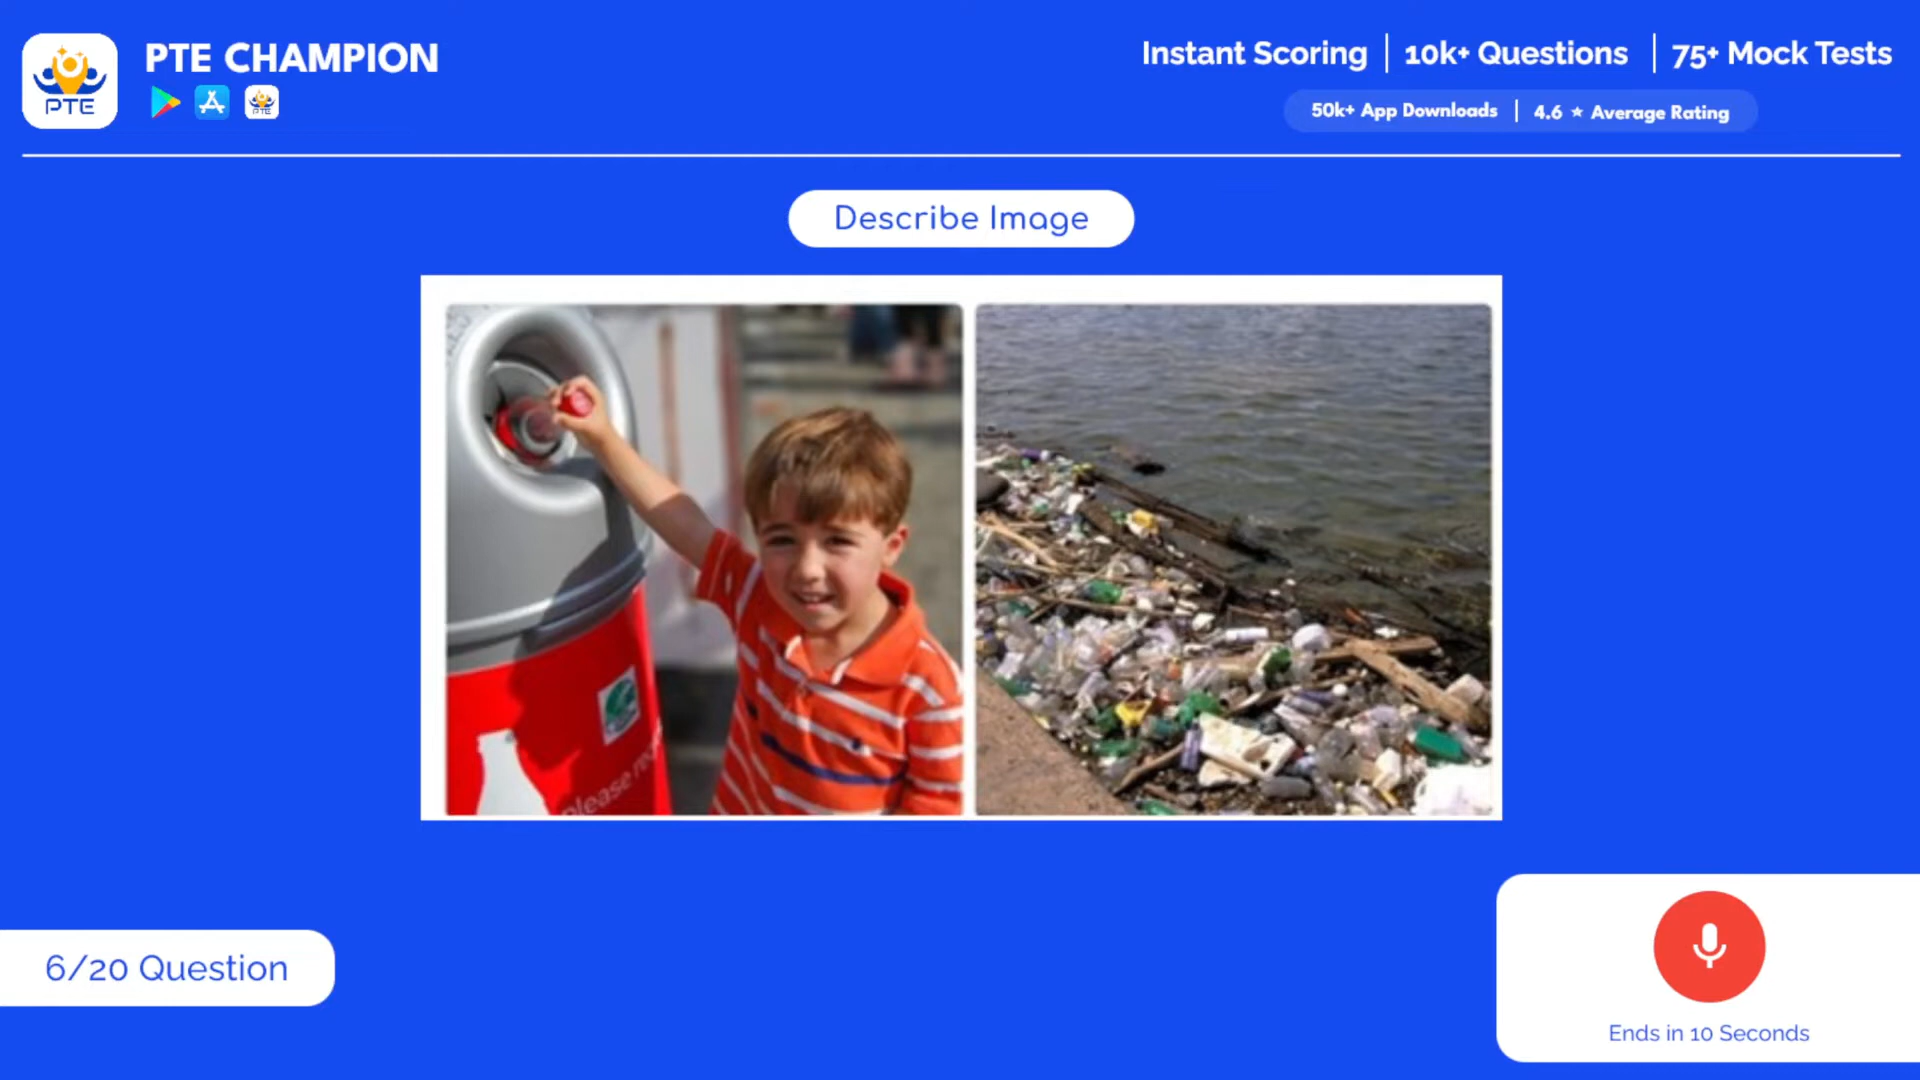 PTE CHAMPION
PTE
PTE
Instant Scoring | 10k+ Questions | 75+ Mock Tests
50k+ App Downloads | 4.6 ★ Average Rating
Describe Image
please
6/20 Question
Ends in 10 Seconds